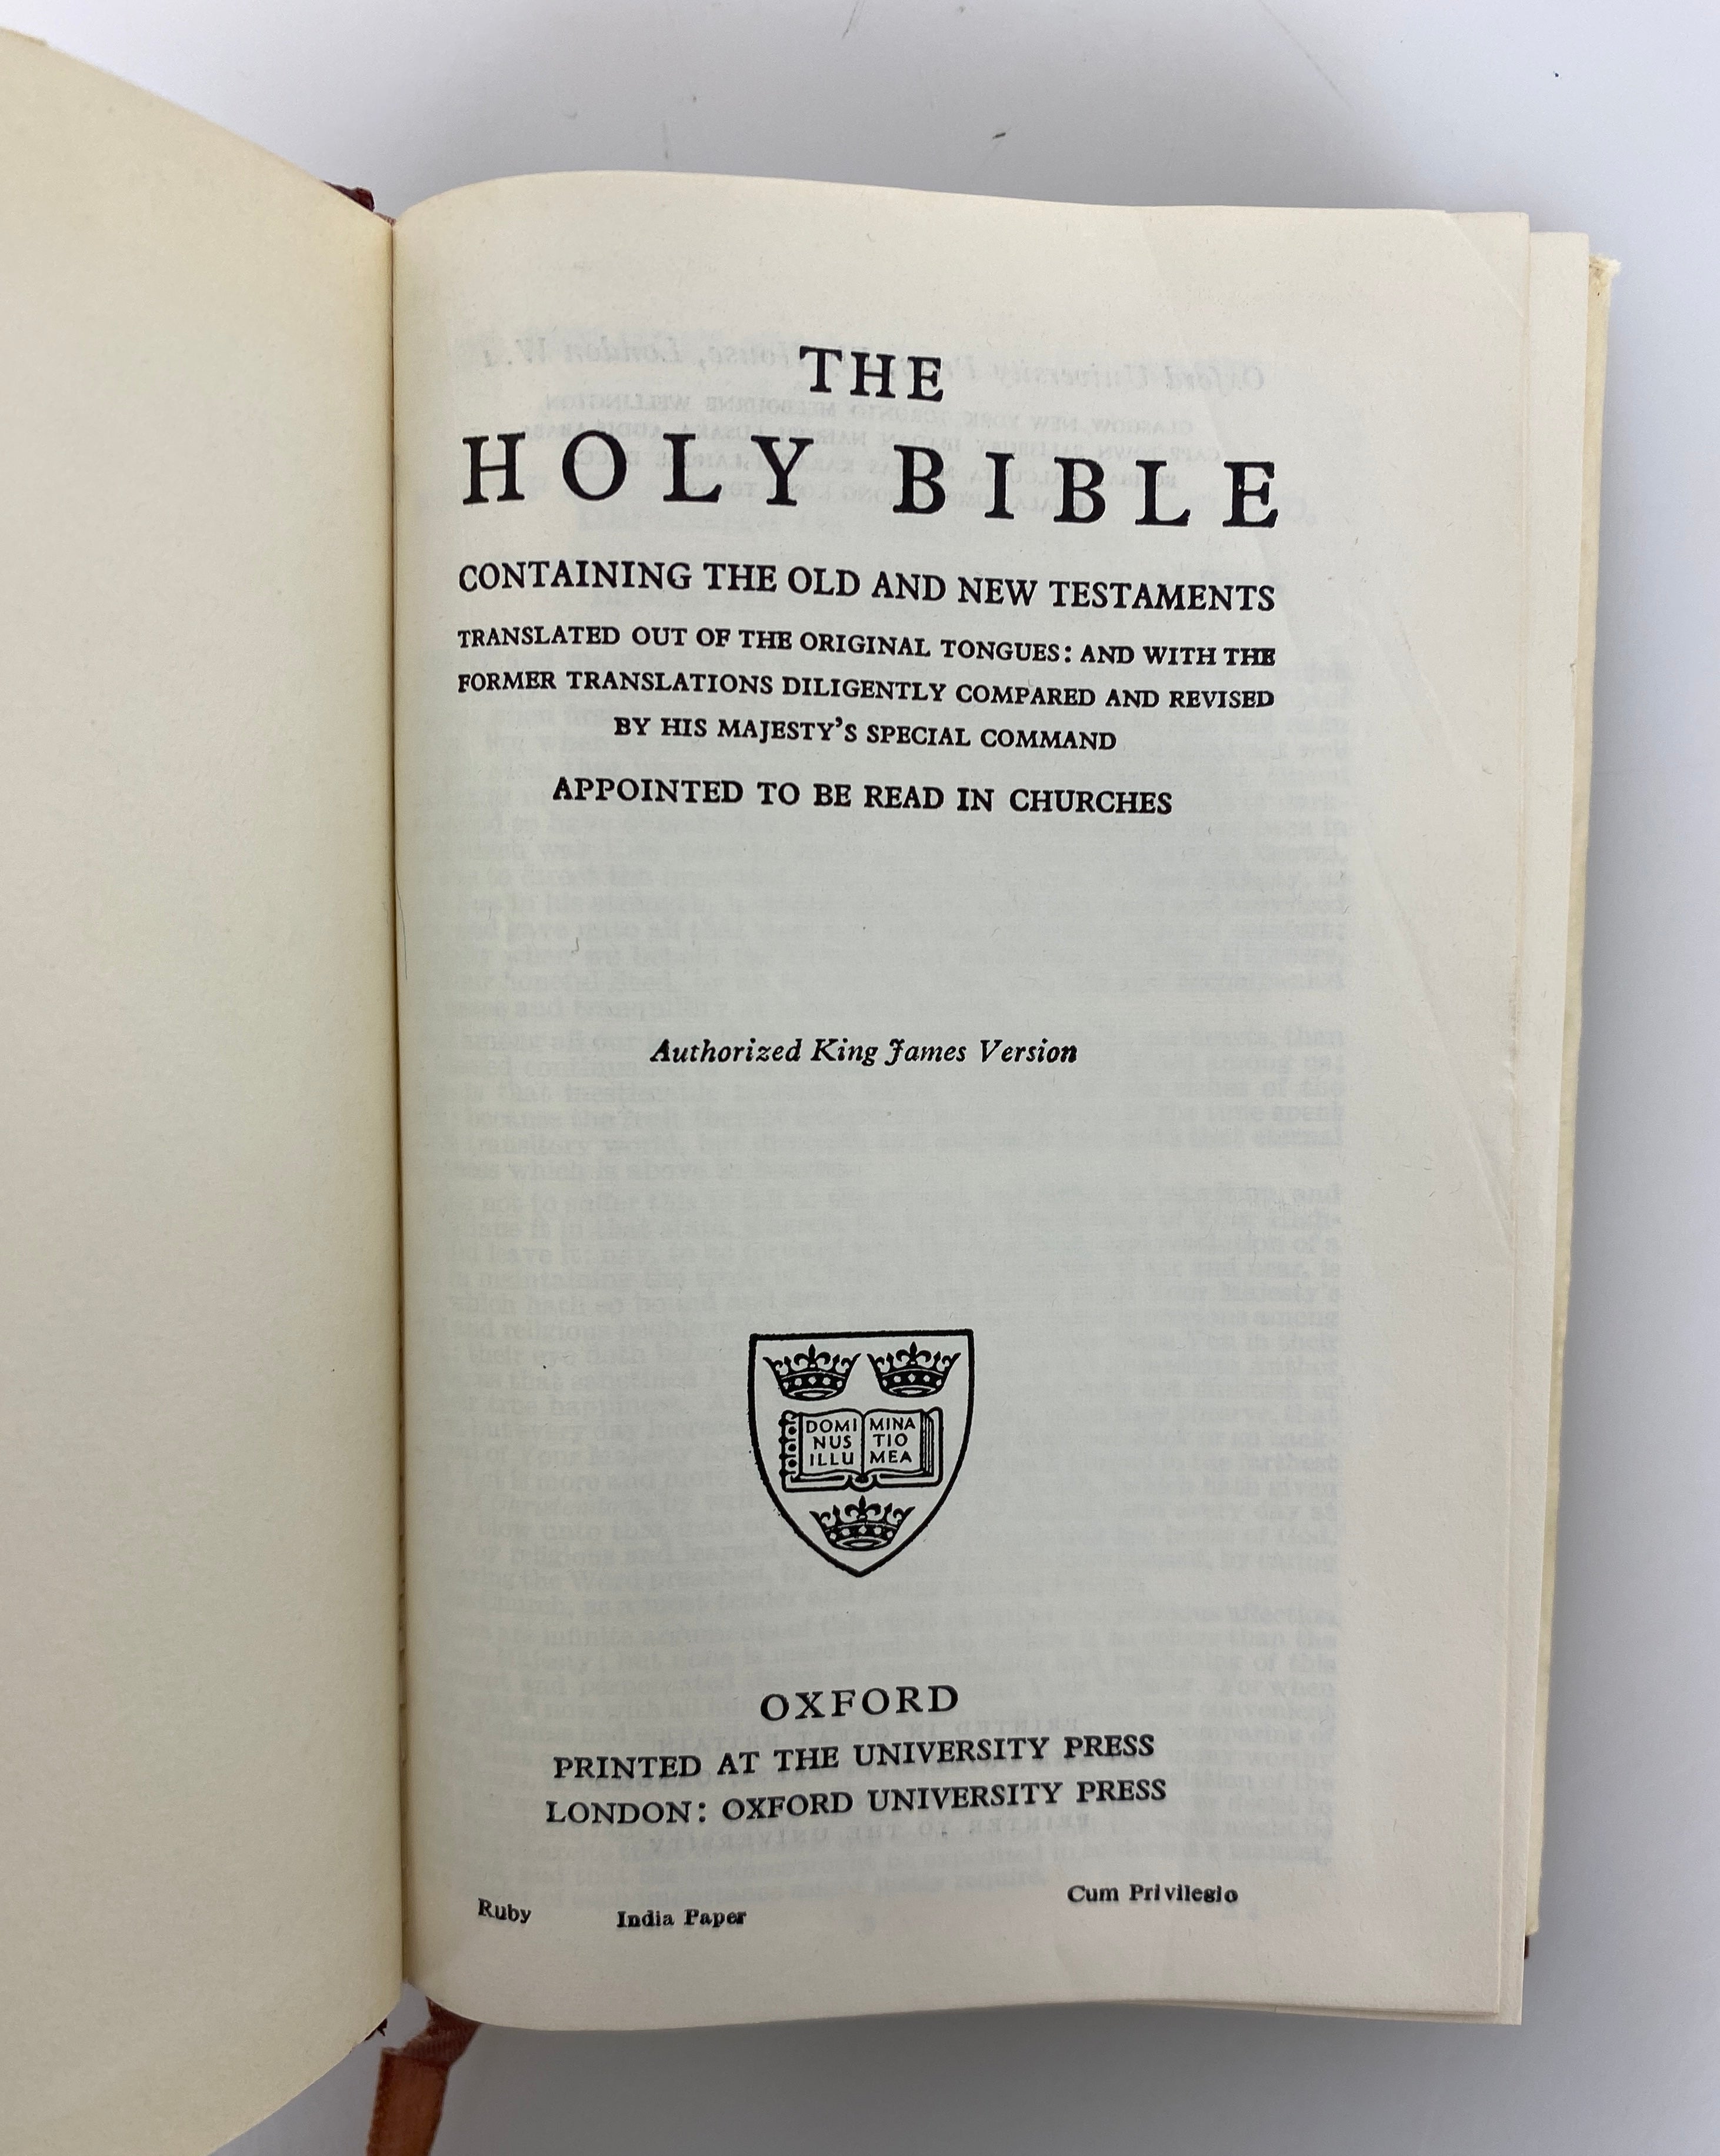 THE
HOLY BIBLE
CONTAINING THE OLD AND NEW TESTAMENTS
TRANSLATED OUT OF THE ORIGINAL TONGUES: AND WITH THE
FORMER TRANSLATIONS DILIGENTLY COMPARED AND REVISED
BY HIS MAJESTY'S SPECIAL COMMAND
APPOINTED TO BE READ IN CHURCHES
Authorized King James Version
DOMI MINA
NUS TIO
ILLU MEA
OXFORD
PRINTED AT THE UNIVERSITY PRESS
LONDON: OXFORD UNIVERSITY PRESS
Ruby India Paper Cum Privilegio